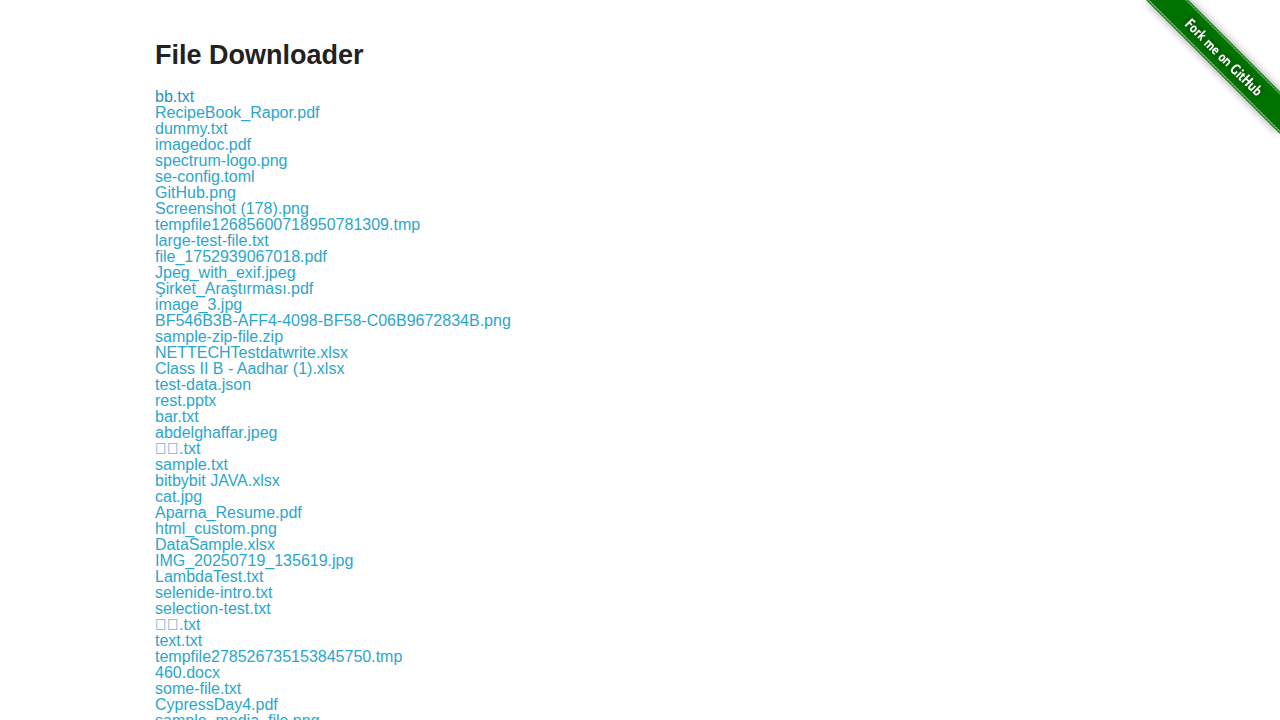 Fork me on GitHub
File Downloader
bb.txt
RecipeBook_Rapor.pdf
dummy.txt
imagedoc.pdf
spectrum-logo.png
se-config.toml
GitHub.png
Screenshot (178).png
tempfile12685600718950781309.tmp
large-test-file.txt
file_1752939067018.pdf
Jpeg_with_exif.jpeg
Şirket_Araştırması.pdf
image_3.jpg
BF546B3B-AFF4-4098-BF58-C06B9672834B.png
sample-zip-file.zip
NETTECHTestdatwrite.xlsx
Class II B - Aadhar (1).xlsx
test-data.json
rest.pptx
bar.txt
abdelghaffar.jpeg
.txt
sample.txt
bitbybit JAVA.xlsx
cat.jpg
Aparna_Resume.pdf
html_custom.png
DataSample.xlsx
IMG_20250719_135619.jpg
LambdaTest.txt
selenide-intro.txt
selection-test.txt
.txt
text.txt
tempfile278526735153845750.tmp
460.docx
some-file.txt
CypressDay4.pdf
sample_media_file.png